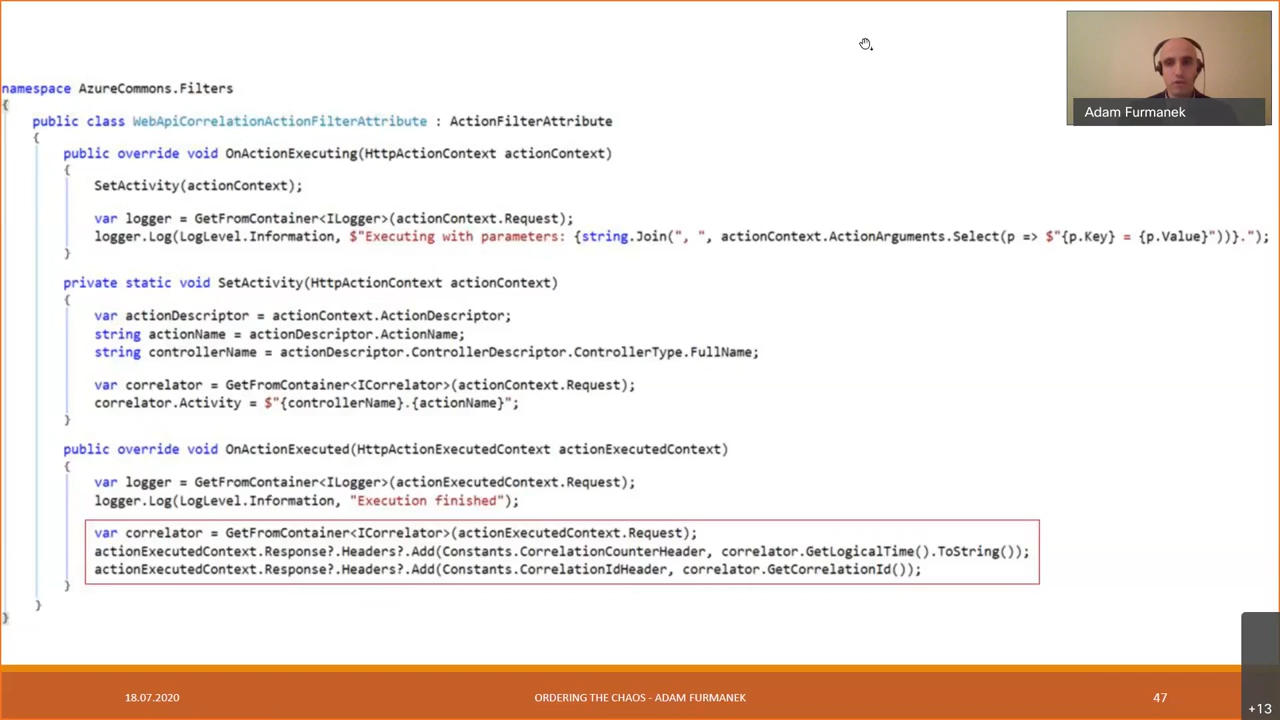 Adam Furmanek
namespace AzureCommons.Filters
{
public class WebApiCorrelationActionFilterAttribute : ActionFilterAttribute
{
public override void OnActionExecuting(HttpActionContext actionContext)
{
SetActivity(actionContext);
var logger = GetFromContainer<ILogger>(actionContext.Request);
logger.Log(LogLevel.Information, $"Executing with parameters: {string.Join(", ", actionContext.ActionArguments.Select(p => $"{p.Key} = {p.Value}"))}.");
}
private static void SetActivity(HttpActionContext actionContext)
{
var actionDescriptor = actionContext.ActionDescriptor;
string actionName = actionDescriptor.ActionName;
string controllerName = actionDescriptor.ControllerDescriptor.ControllerType.FullName;
var correlator = GetFromContainer<ICorrelator>(actionContext.Request);
correlator.Activity = $"{controllerName}.{actionName}";
}
public override void OnActionExecuted(HttpActionExecutedContext actionExecutedContext)
{
var logger = GetFromContainer<ILogger>(actionExecutedContext.Request);
logger.Log(LogLevel.Information, "Execution finished");
var correlator = GetFromContainer<ICorrelator>(actionExecutedContext.Request);
actionExecutedContext.Response?.Headers?.Add(Constants.CorrelationCounterHeader, correlator.GetLogicalTime().ToString());
actionExecutedContext.Response?.Headers?.Add(Constants.CorrelationIdHeader, correlator.GetCorrelationId());
}
}
}
18.07.2020
ORDERING THE CHAOS - ADAM FURMANEK
47
+13